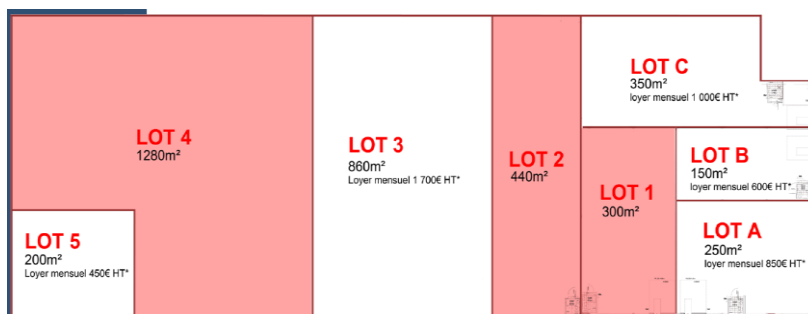 LOT 4
1280m²
LOT 5
200m²
Loyer mensuel 450€ HT*
LOT 3
860m²
Loyer mensuel 1 700€ HT*
LOT 2
440m²
LOT C
350m²
loyer mensuel 1 000€ HT*
LOT 1
300m²
LOT B
150m²
loyer mensuel 600€ HT*
LOT A
250m²
loyer mensuel 850€ HT*